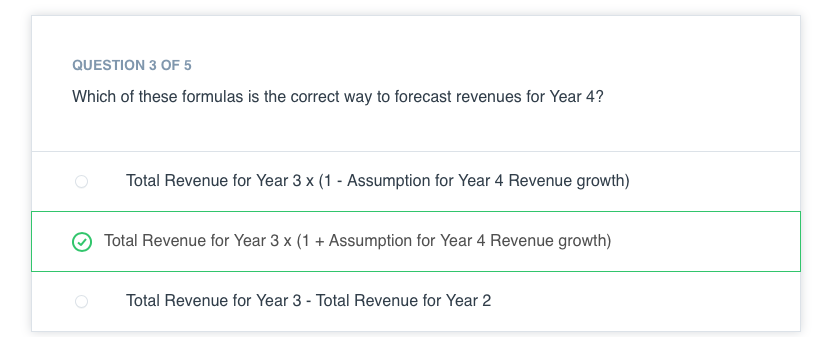 QUESTION 3 OF 5
Which of these formulas is the correct way to forecast revenues for Year 4?
Total Revenue for Year 3 x (1 - Assumption for Year 4 Revenue growth)
Total Revenue for Year 3 x (1 + Assumption for Year 4 Revenue growth)
Total Revenue for Year 3 - Total Revenue for Year 2